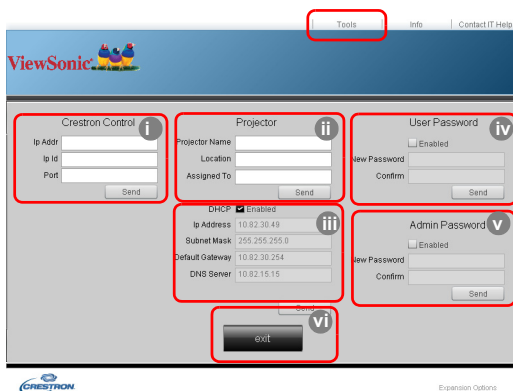 Tools Info Contact IT Help
ViewSonic
Crestron Control
i
Ip Addr
Ip Id
Port
Send
Projector
ii
Projector Name
Location
Assigned To
Send
DHCP Enabled
iii
Ip Address 10.82.30.49
Subnet Mask 255.255.255.0
Default Gateway 10.82.30.254
DNS Server 10.82.15.15
Send
vi
exit
User Password
iv
Enabled
New Password
Confirm
Send
Admin Password
v
Enabled
New Password
Confirm
Send
CRESTRON
Expansion Options